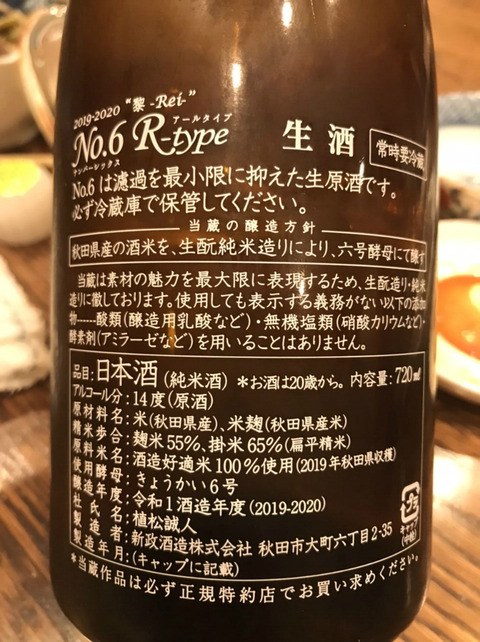 2019-2020 “黎 -Rei-”
No.6 R-type 生酒 常時要冷蔵
ナンバーシックス アールタイプ
No.6 は濾過を最小限に抑えた生原酒です。
必ず冷蔵庫で保管してください。
当蔵の醸造方針
秋田県産の酒米を、生酛純米造りにより、六号酵母にて醸す
当蔵は素材の魅力を最大限に表現するため、生酛造り・純米
造りに徹しております。使用しても表示する義務がない以下の添加
物-----酸類(醸造用乳酸など)・無機塩類(硝酸カリウムなど)・
酵素剤(アミラーゼなど)を用いることはありません。
品目:日本酒(純米酒) *お酒は20歳から。内容量:720ml
アルコール分:14度(原酒)
原材料名:米(秋田県産)、米麹(秋田県産米)
精米歩合:麹米55%、掛米65%(扁平精米)
原料米名:酒造好適米100%使用(2019年秋田県収穫)
使用酵母:きょうかい6号
醸造年度:令和1酒造年度(2019-2020)
杜氏名:植松誠人
製造者:新政酒造株式会社 秋田市大町六丁目2-35
製造年月:(キャップに記載)
キャップ
(中栓)
*当蔵作品は必ず正規特約店でお買い求めください。